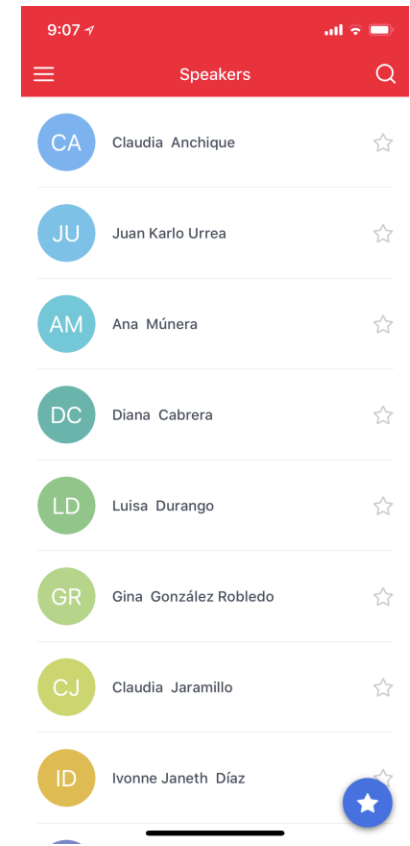 9:07
Speakers
CA Claudia Anchique
JU Juan Karlo Urrea
AM Ana Múnera
DC Diana Cabrera
LD Luisa Durango
GR Gina González Robledo
CJ Claudia Jaramillo
ID Ivonne Janeth Díaz